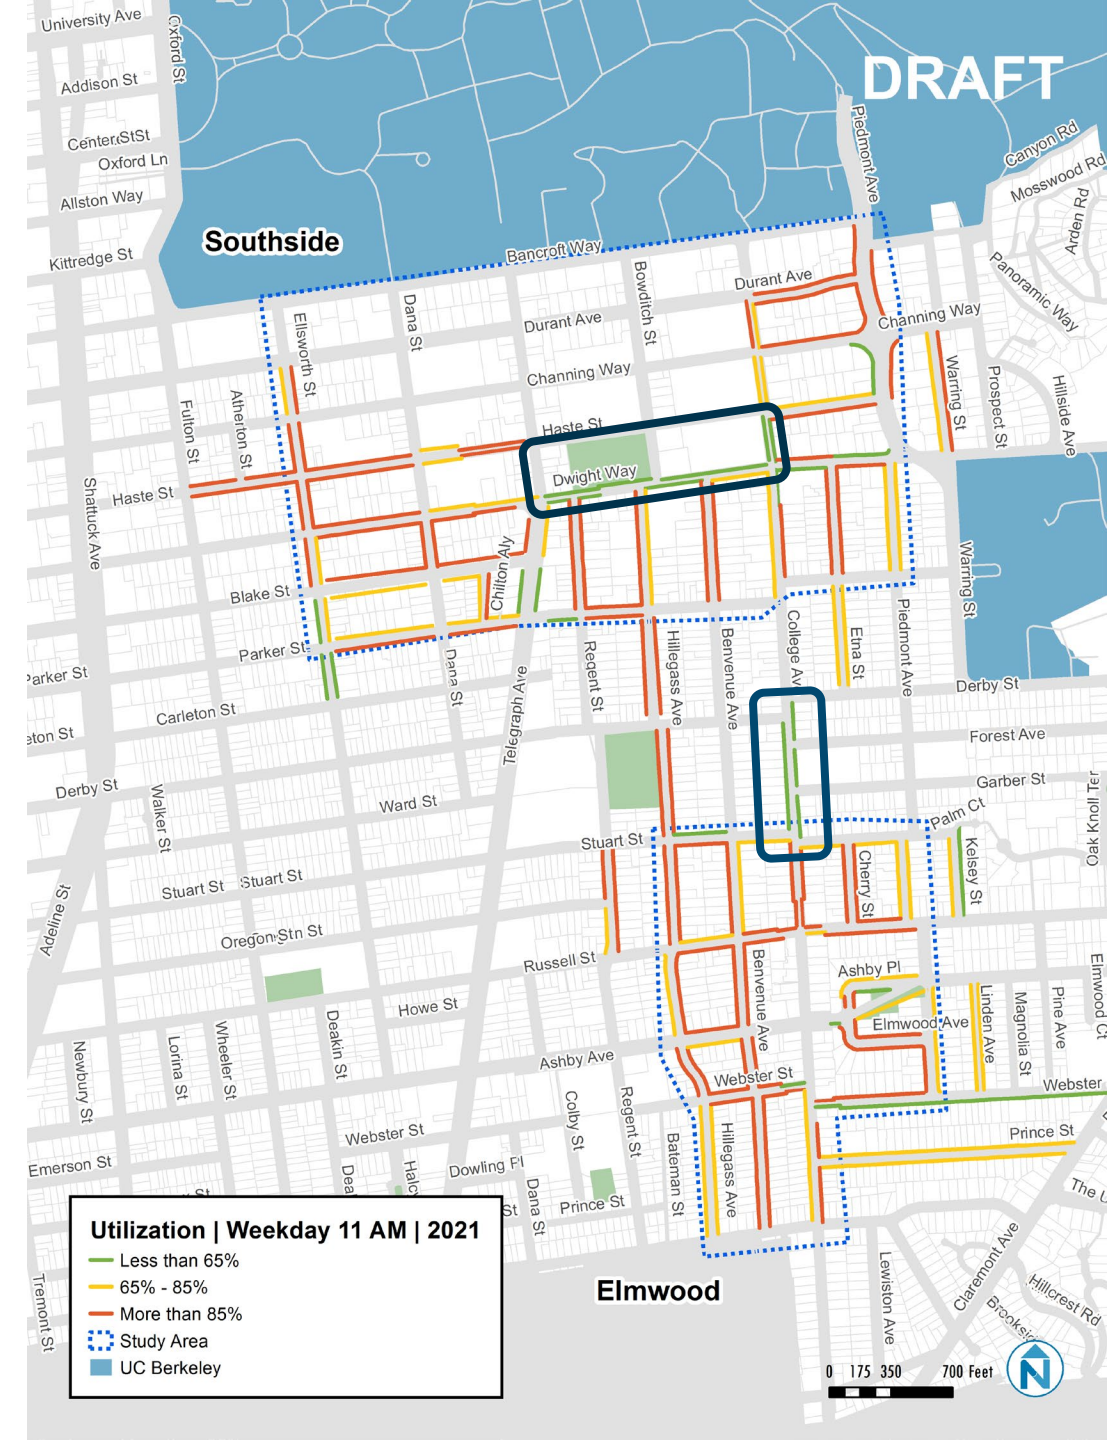 University Ave
Oxford St
DRAFT
Addison St
Piedmont Ave
Canyon Rd
Center St
Oxford Ln
Mosswood Rd
Allston Way
Arden Rd
Southside
Kittredge St
Bancroft Way
Bowditch St
Durant Ave
Panoramic Way
Dana St
Ellsworth St
Durant Ave
Channing Way
Channing Way
Warring St
Prospect St
Hillside Ave
Fulton St
Atherton St
Haste St
Dwight Way
Shattuck Ave
Haste St
Chilton Aly
Warring St
Blake St
College Ave
Etna St
Piedmont Ave
Parker St
Parker St
Regent St
Hillegass Ave
Benvenue Ave
Dana St
Telegraph Ave
Derby St
Carleton St
eton St
Forest Ave
Derby St
Walker St
Ward St
Garber St
Palm Ct
Oak Knoll Ter
Stuart St
Cherry St
Kelsey St
Stuart St
Stuart St
Adeline St
Oregon St
Russell St
Benvenue Ave
Ashby Pl
Elmwood Ct
Howe St
Linden Ave
Magnolia St
Pine Ave
Elmwood Ave
Newbury St
Lorina St
Wheeler St
Deakin St
Ashby Ave
Webster St
Webster
Colby St
Regent St
Bateman St
Hillegass Ave
Webster St
Prince St
Emerson St
Dowling Pl
Dana St
Prince St
St
The U
Utilization | Weekday 11 AM | 2021
Less than 65%
65% - 85%
More than 85%
Study Area
UC Berkeley
Elmwood
Tremont St
Lewiston Ave
Claremont Ave
Hillcrest Rd
0 175 350 700 Feet
N